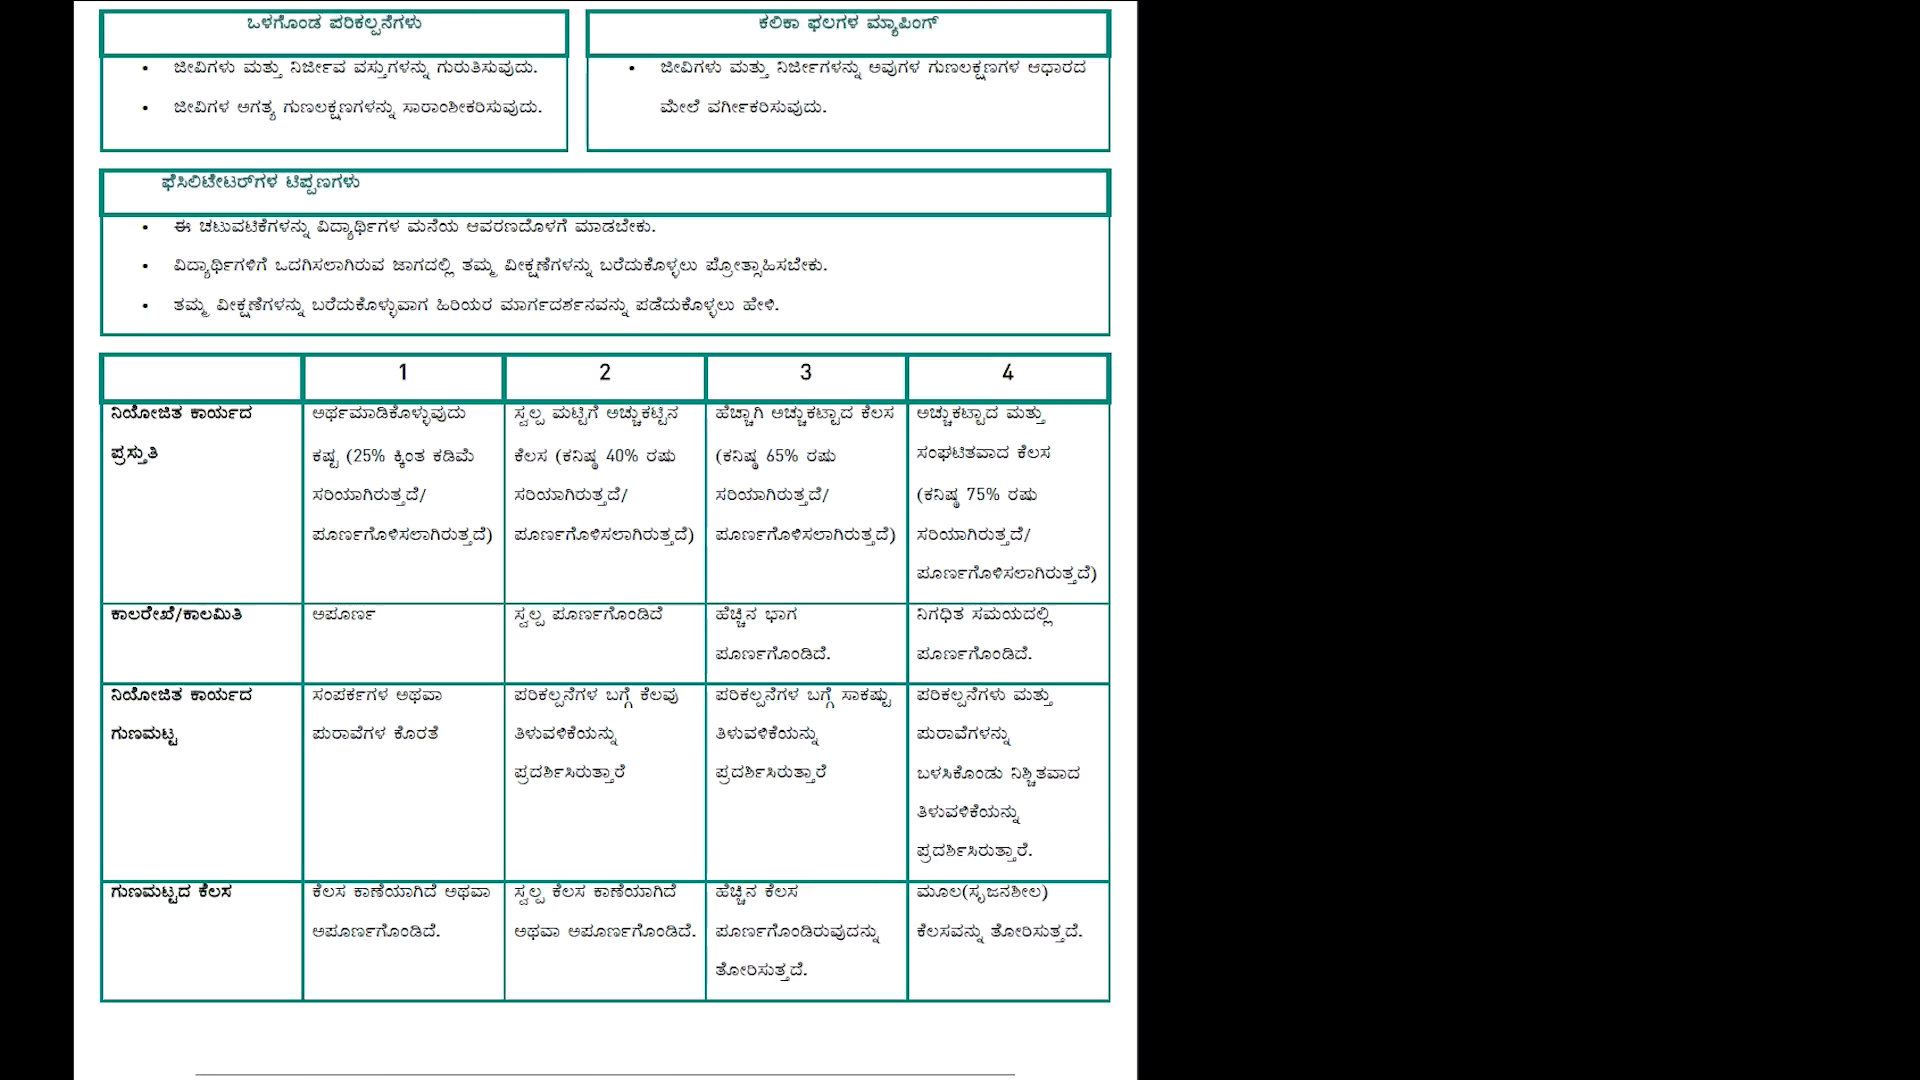 ಒಳಗೊಂಡ ಪರಿಕಲ್ಪನೆಗಳು
• ಜೀವಿಗಳು ಮತ್ತು ನಿರ್ಜೀವ ವಸ್ತುಗಳನ್ನು ಗುರುತಿಸುವುದು.
• ಜೀವಿಗಳ ಅಗತ್ಯ ಗುಣಲಕ್ಷಣಗಳನ್ನು ಸಾರಾಂಶೀಕರಿಸುವುದು.
ಕಲಿಕಾ ಫಲಗಳ ಮ್ಯಾಪಿಂಗ್
• ಜೀವಿಗಳು ಮತ್ತು ನಿರ್ಜೀಗಳನ್ನು ಅವುಗಳ ಗುಣಲಕ್ಷಣಗಳ ಆಧಾರದ
ಮೇಲೆ ವರ್ಗೀಕರಿಸುವುದು.
ಫೆಸಿಲಿಟೇಟರ್‌ಗಳ ಟಿಪ್ಪಣಗಳು
• ಈ ಚಟುವಟಿಕೆಗಳನ್ನು ವಿದ್ಯಾರ್ಥಿಗಳ ಮನೆಯ ಆವರಣದೊಳಗೆ ಮಾಡಬೇಕು.
• ವಿದ್ಯಾರ್ಥಿಗಳಿಗೆ ಒದಗಿಸಲಾಗಿರುವ ಜಾಗದಲ್ಲಿ ತಮ್ಮ ವೀಕ್ಷಣೆಗಳನ್ನು ಬರೆದುಕೊಳ್ಳಲು ಪ್ರೋತ್ಸಾಹಿಸಬೇಕು.
• ತಮ್ಮ ವೀಕ್ಷಣೆಗಳನ್ನು ಬರೆದುಕೊಳ್ಳುವಾಗ ಹಿರಿಯರ ಮಾರ್ಗದರ್ಶನವನ್ನು ಪಡೆದುಕೊಳ್ಳಲು ಹೇಳಿ.
1 2 3 4
ನಿಯೋಜಿತ ಕಾರ್ಯದ
ಪ್ರಸ್ತುತಿ
ಅರ್ಥಮಾಡಿಕೊಳ್ಳುವುದು
ಕಷ್ಟ (25% ಕ್ಕಿಂತ ಕಡಿಮೆ
ಸರಿಯಾಗಿರುತ್ತದೆ/
ಪೂರ್ಣಗೊಳಿಸಲಾಗಿರುತ್ತದೆ)
ಸ್ವಲ್ಪ ಮಟ್ಟಿಗೆ ಅಚ್ಚುಕಟ್ಟಿನ
ಕೆಲಸ (ಕನಿಷ್ಠ 40% ರಷು
ಸರಿಯಾಗಿರುತ್ತದೆ/
ಪೂರ್ಣಗೊಳಿಸಲಾಗಿರುತ್ತದೆ)
ಹೆಚ್ಚಾಗಿ ಅಚ್ಚುಕಟ್ಟಾದ ಕೆಲಸ
(ಕನಿಷ್ಠ 65% ರಷು
ಸರಿಯಾಗಿರುತ್ತದೆ/
ಪೂರ್ಣಗೊಳಿಸಲಾಗಿರುತ್ತದೆ)
ಅಚ್ಚುಕಟ್ಟಾದ ಮತ್ತು
ಸಂಘಟಿತವಾದ ಕೆಲಸ
(ಕನಿಷ್ಠ 75% ರಷು
ಸರಿಯಾಗಿರುತ್ತದೆ/
ಪೂರ್ಣಗೊಳಿಸಲಾಗಿರುತ್ತದೆ)
ಕಾಲರೇಖೆ/ಕಾಲಮಿತಿ
ಅಪೂರ್ಣ
ಸ್ವಲ್ಪ ಪೂರ್ಣಗೊಂಡಿದೆ
ಹೆಚ್ಚಿನ ಭಾಗ
ಪೂರ್ಣಗೊಂಡಿದೆ.
ನಿಗಧಿತ ಸಮಯದಲ್ಲಿ
ಪೂರ್ಣಗೊಂಡಿದೆ.
ನಿಯೋಜಿತ ಕಾರ್ಯದ
ಗುಣಮಟ್ಟ
ಸಂಪರ್ಕಗಳ ಅಥವಾ
ಪುರಾವೆಗಳ ಕೊರತೆ
ಪರಿಕಲ್ಪನೆಗಳ ಬಗ್ಗೆ ಕೆಲವು
ತಿಳುವಳಿಕೆಯನ್ನು
ಪ್ರದರ್ಶಿಸಿರುತ್ತಾರೆ
ಪರಿಕಲ್ಪನೆಗಳ ಬಗ್ಗೆ ಸಾಕಷ್ಟು
ತಿಳುವಳಿಕೆಯನ್ನು
ಪ್ರದರ್ಶಿಸಿರುತ್ತಾರೆ
ಪರಿಕಲ್ಪನೆಗಳು ಮತ್ತು
ಪುರಾವೆಗಳನ್ನು
ಬಳಸಿಕೊಂಡು ನಿಶ್ಚಿತವಾದ
ತಿಳುವಳಿಕೆಯನ್ನು
ಪ್ರದರ್ಶಿಸಿರುತ್ತಾರೆ.
ಗುಣಮಟ್ಟದ ಕೆಲಸ
ಕೆಲಸ ಕಾಣೆಯಾಗಿದೆ ಅಥವಾ
ಅಪೂರ್ಣಗೊಂಡಿದೆ.
ಸ್ವಲ್ಪ ಕೆಲಸ ಕಾಣೆಯಾಗಿದೆ
ಅಥವಾ ಅಪೂರ್ಣಗೊಂಡಿದೆ.
ಹೆಚ್ಚಿನ ಕೆಲಸ
ಪೂರ್ಣಗೊಂಡಿರುವುದನ್ನು
ತೋರಿಸುತ್ತದೆ.
ಮೂಲ(ಸೃಜನಶೀಲ)
ಕೆಲಸವನ್ನು ತೋರಿಸುತ್ತದೆ.